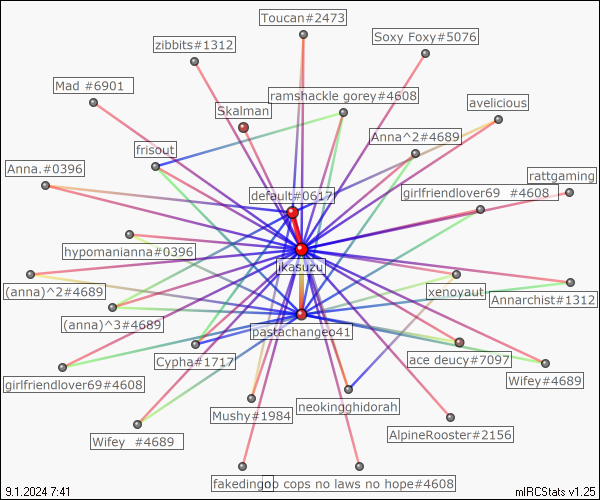 Toucan#2473
Soxy Foxy#5076
zibbits#1312
Mad #6901
ramshackle gorey#4608
avelicious
Skalman
Anna^2#4689
frisout
Anna.#0396
rattgaming
default#0617
girlfriendlover69 #4608
hypomanianna#0396
ikasuzu
(anna)^2#4689
xenoyaut
Annarchist#1312
(anna)^3#4689
pastachangeo41
Cypha#1717
ace deucy#7097
Wifey#4689
girlfriendlover69#4608
neokingghidorah
Mushy#1984
AlpineRooster#2156
Wifey #4689
fakedingo
no cops no laws no hope#4608
9.1.2024 7:41
mIRCStats v1.25